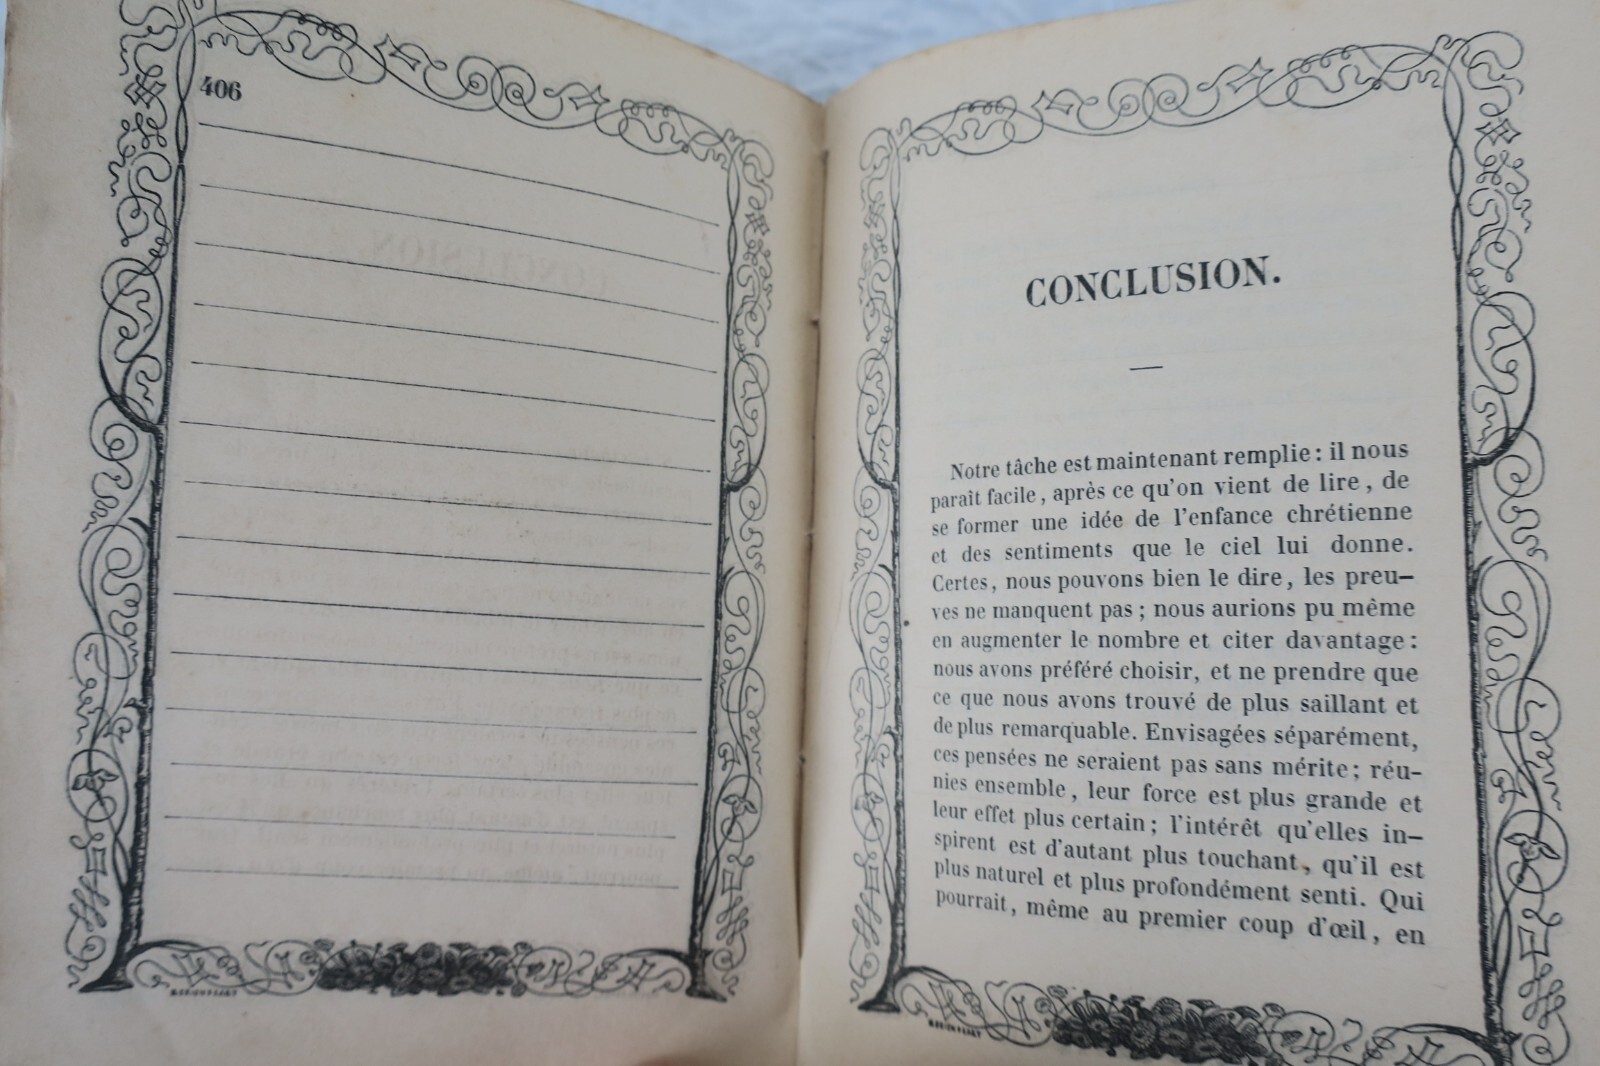 406
CONCLUSION.
Notre tâche est maintenant remplie : il nous
paraît facile, après ce qu'on vient de lire, de
se former une idée de l'enfance chrétienne
et des sentiments que le ciel lui donne.
Certes, nous pouvons bien le dire, les preu-
ves ne manquent pas ; nous aurions pu même
en augmenter le nombre et citer davantage :
nous avons préféré choisir, et ne prendre que
ce que nous avons trouvé de plus saillant et
de plus remarquable. Envisagées séparément,
ces pensées ne seraient pas sans mérite ; réu-
nies ensemble, leur force est plus grande et
leur effet plus certain ; l'intérêt qu'elles in-
spirent est d'autant plus touchant, qu'il est
plus naturel et plus profondément senti. Qui
pourrait, même au premier coup d'œil, en